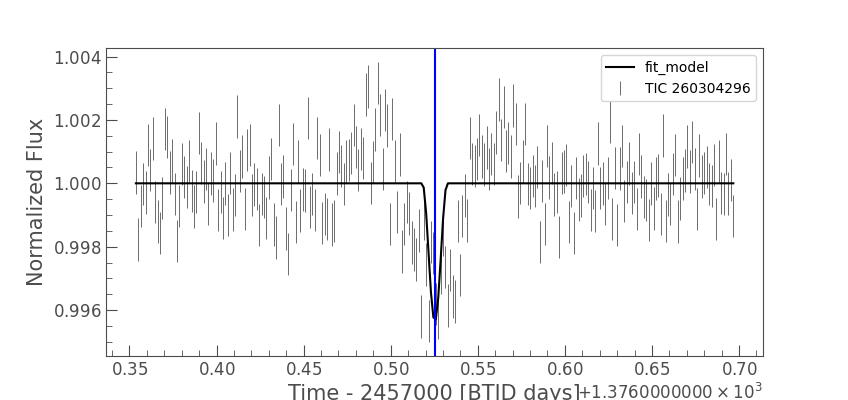 1.004
1.002
1.000
0.998
0.996
Normalized Flux
fit_model
TIC 260304296
0.35 0.40 0.45 0.50 0.55 0.60 0.65 0.70
Time - 2457000 [BTJD days]
+1.3760000000 × 10³